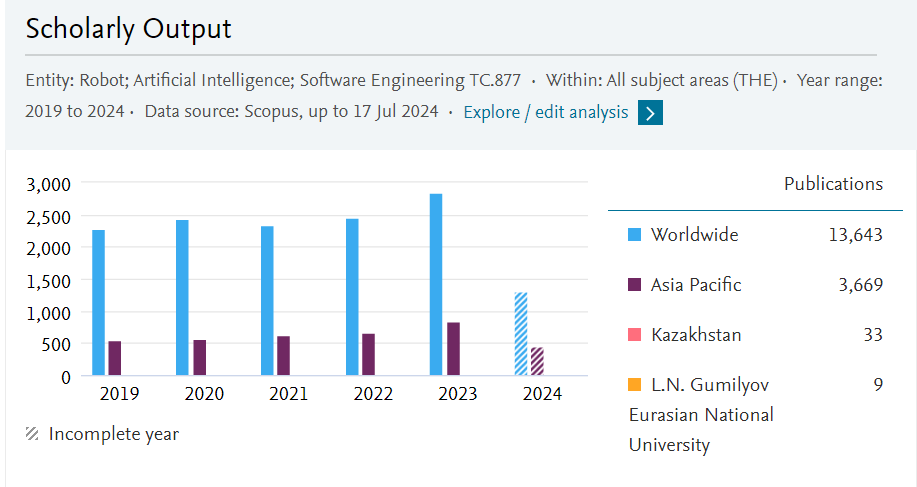 Scholarly Output
Entity: Robot; Artificial Intelligence; Software Engineering TC.877 · Within: All subject areas (THE) · Year range:
2019 to 2024 · Data source: Scopus, up to 17 Jul 2024 · Explore / edit analysis
3,000
2,500
2,000
1,500
1,000
500
0
2019 2020 2021 2022 2023 2024
Incomplete year
Publications
Worldwide 13,643
Asia Pacific 3,669
Kazakhstan 33
L.N. Gumilyov 9
Eurasian National
University